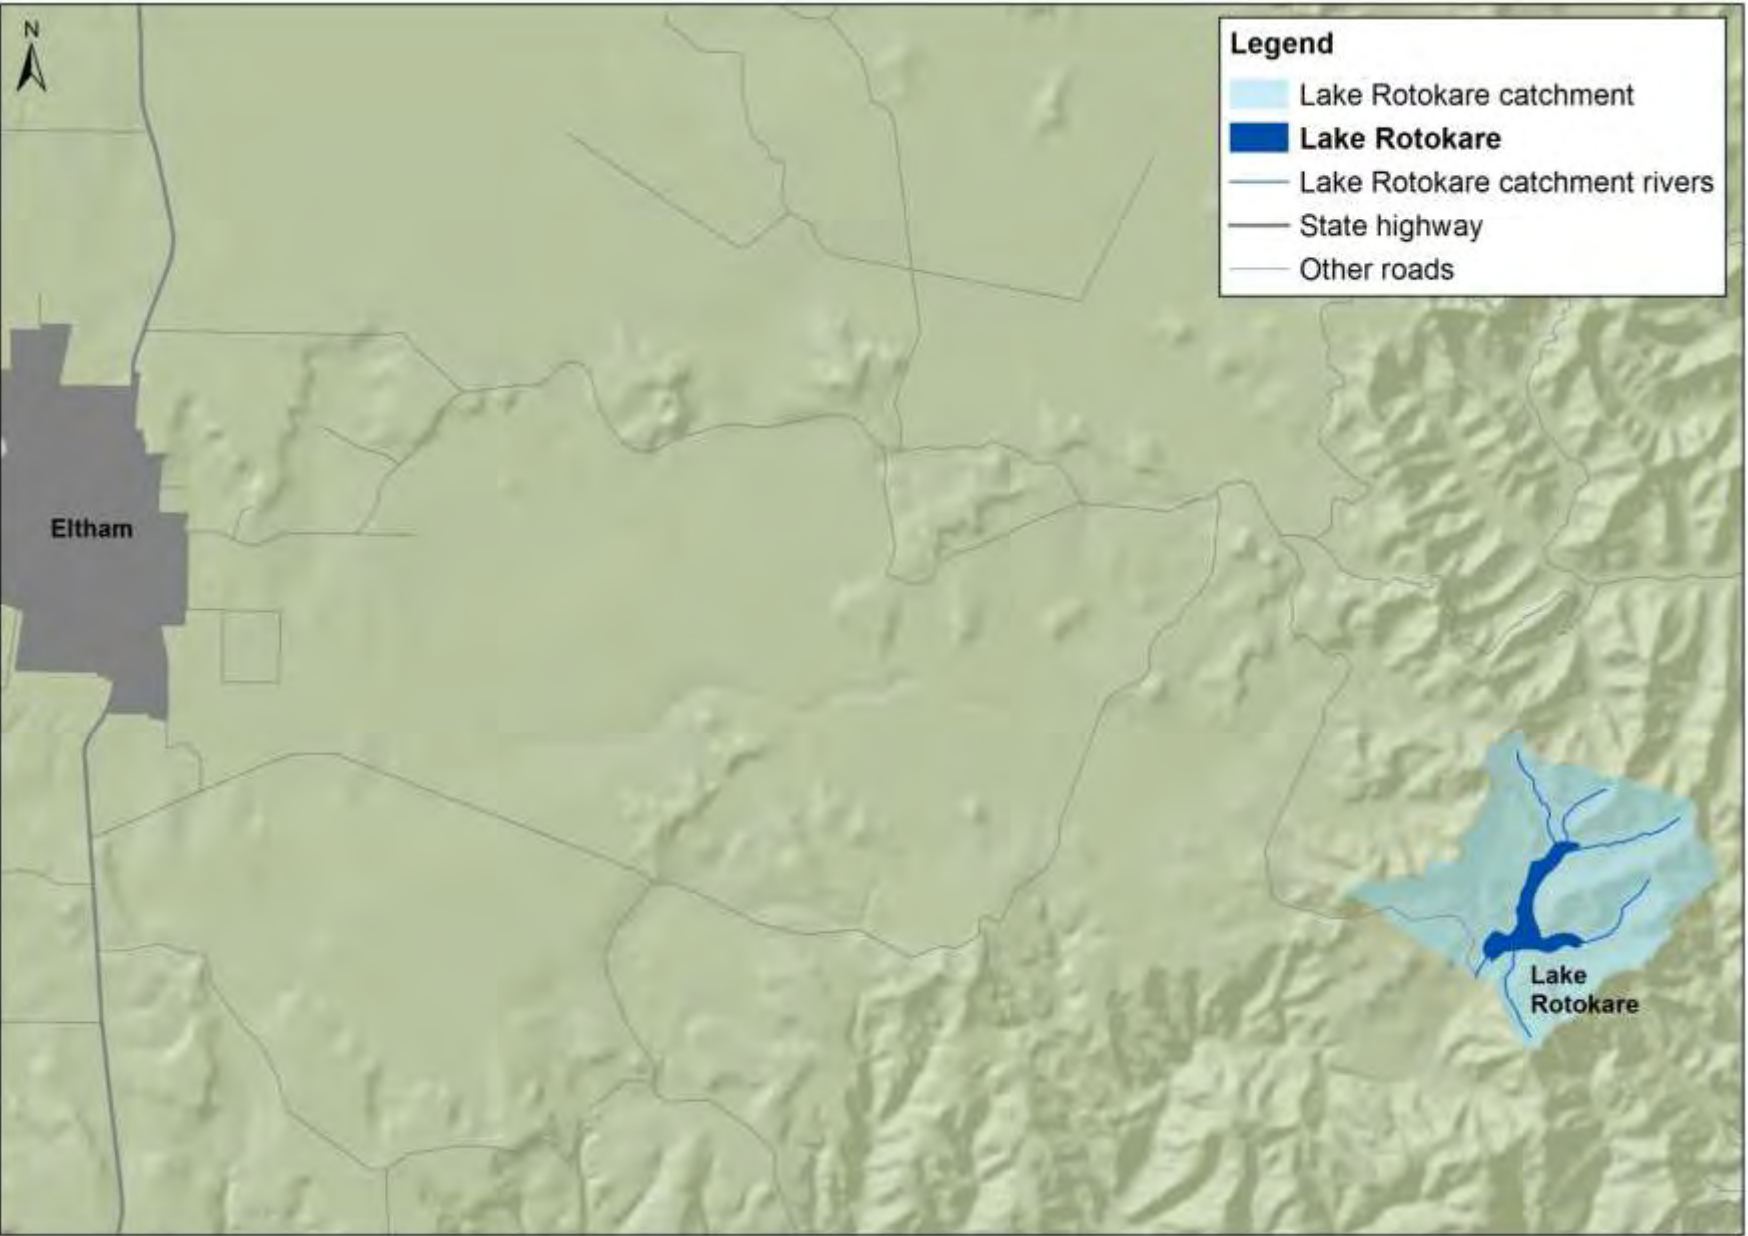 N
Legend
Lake Rotokare catchment
Lake Rotokare
Lake Rotokare catchment rivers
State highway
Other roads
Eltham
Lake
Rotokare